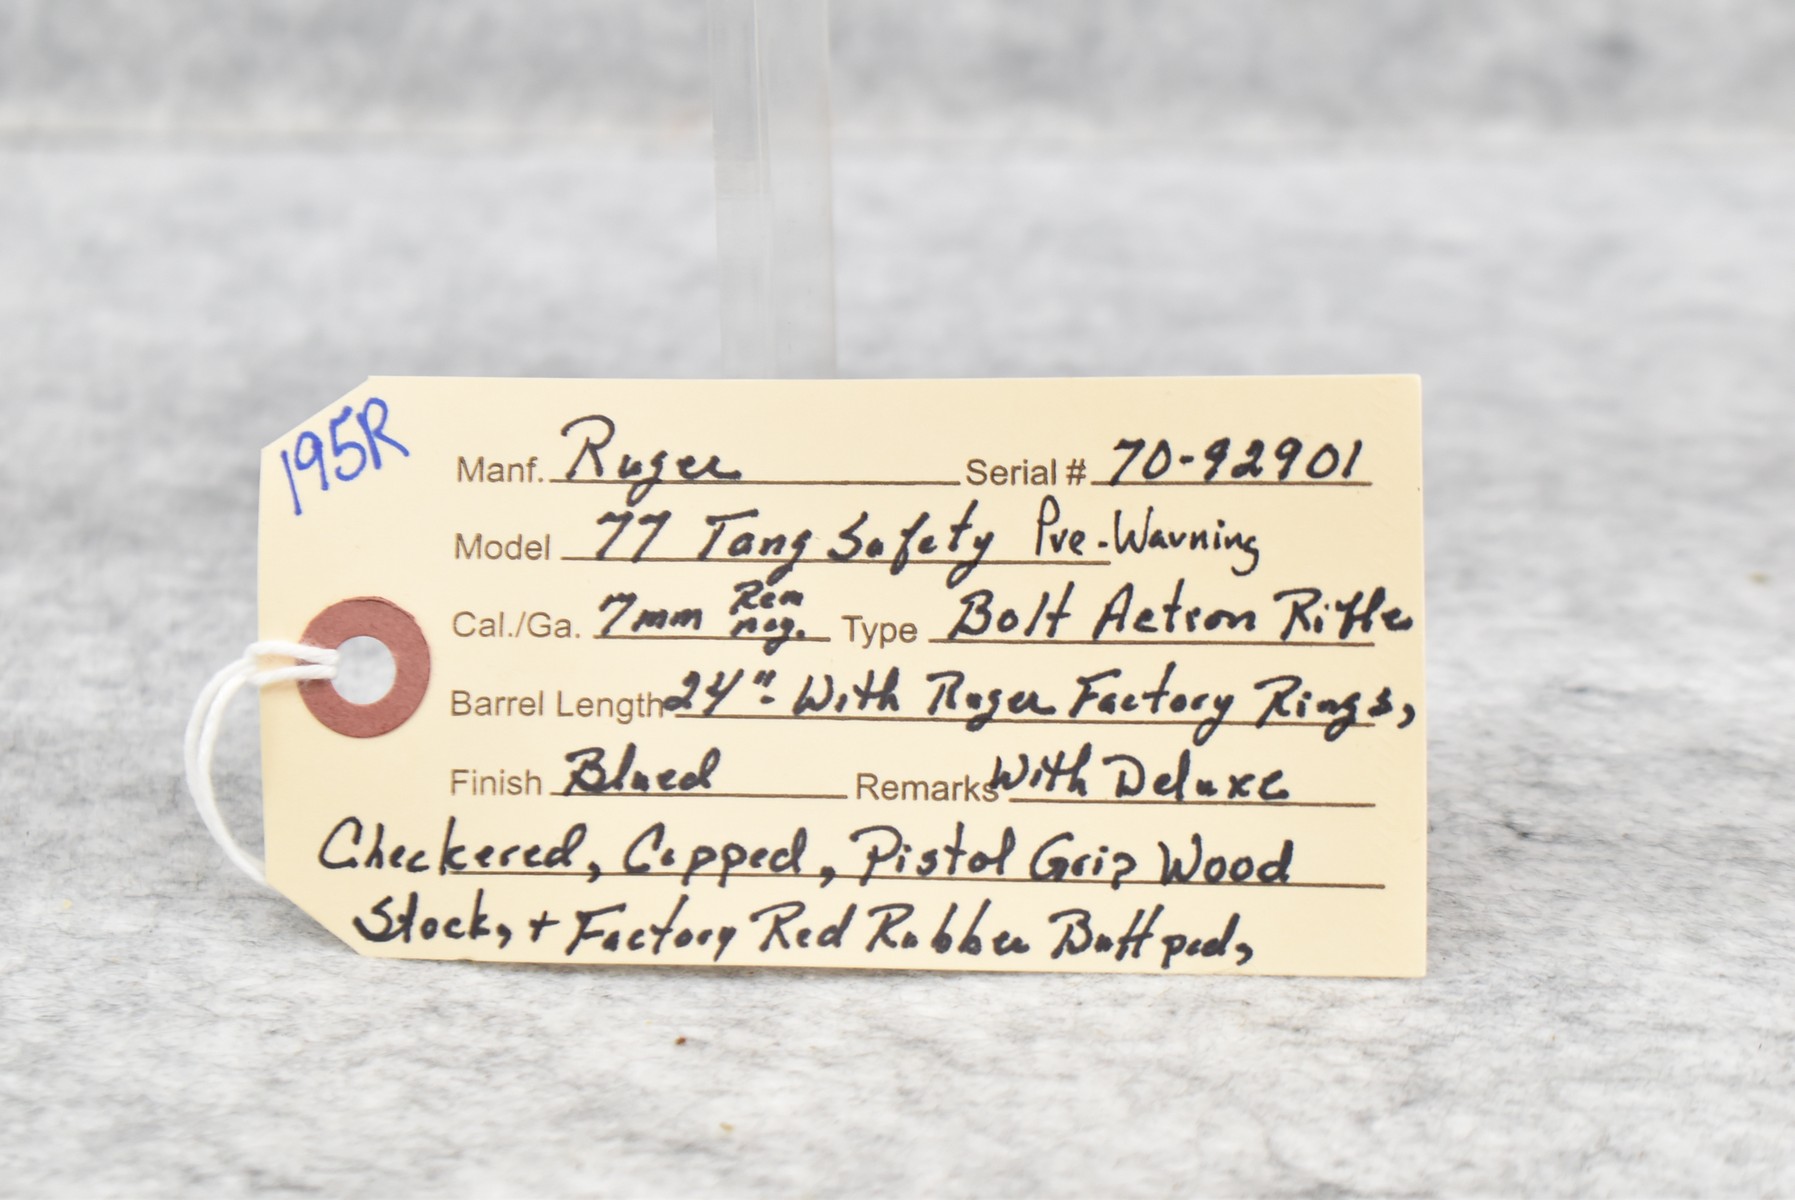 195R
Manf. Ruger Serial # 70-92901
Model 77 Tang Safety Pre-Warning
Cal./Ga. 7mm Rem mag. Type Bolt Action Rifle
Barrel Length 24" With Ruger Factory Rings,
Finish Blued Remarks With Deluxe
Checkered, Capped, Pistol Grip Wood
Stock, + Factory Red Rubber Buttpad,